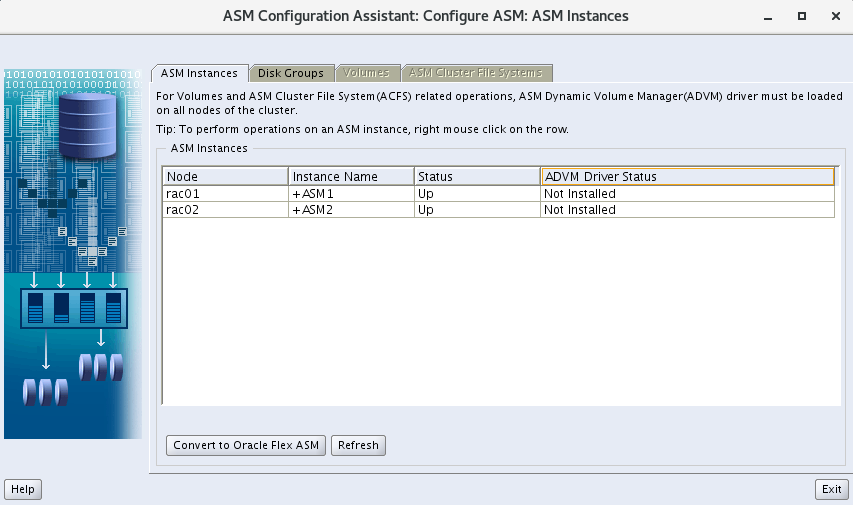 ASM Configuration Assistant: Configure ASM: ASM Instances
ASM Instances Disk Groups Volumes ASM Cluster File Systems
For Volumes and ASM Cluster File System(ACFS) related operations, ASM Dynamic Volume Manager(ADVM) driver must be loaded
on all nodes of the cluster.
Tip: To perform operations on an ASM instance, right mouse click on the row.
ASM Instances
Node Instance Name Status ADVM Driver Status
rac01 +ASM1 Up Not Installed
rac02 +ASM2 Up Not Installed
Convert to Oracle Flex ASM Refresh
Help Exit